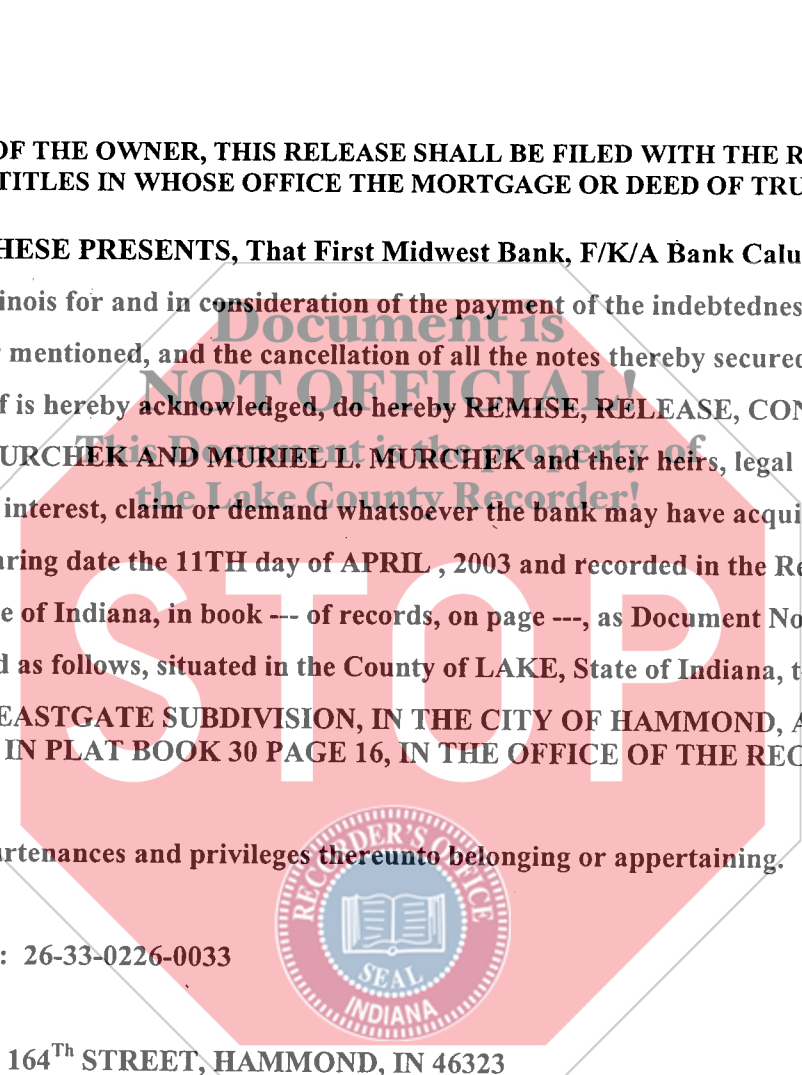 OF THE OWNER, THIS RELEASE SHALL BE FILED WITH THE R
TITLES IN WHOSE OFFICE THE MORTGAGE OR DEED OF TRU
HESE PRESENTS, That First Midwest Bank, F/K/A Bank Calu
inois for and in consideration of the payment of the indebtednes
Document is
r mentioned, and the cancellation of all the notes thereby secured
NOT OFFICIAL!
f is hereby acknowledged, do hereby REMISE, RELEASE, CON
This Document is the property of
URCHEK AND MURIEL L. MURCHEK and their heirs, legal
the Lake County Recorder!
interest, claim or demand whatsoever the bank may have acqui
aring date the 11TH day of APRIL , 2003 and recorded in the Re
e of Indiana, in book --- of records, on page ---, as Document No
STOP
d as follows, situated in the County of LAKE, State of Indiana, t
EASTGATE SUBDIVISION, IN THE CITY OF HAMMOND, A
IN PLAT BOOK 30 PAGE 16, IN THE OFFICE OF THE REC
urtenances and privileges thereunto belonging or appertaining.
RECORDER'S OFFICE
SEAL
INDIANA
: 26-33-0226-0033
164Th STREET, HAMMOND, IN 46323